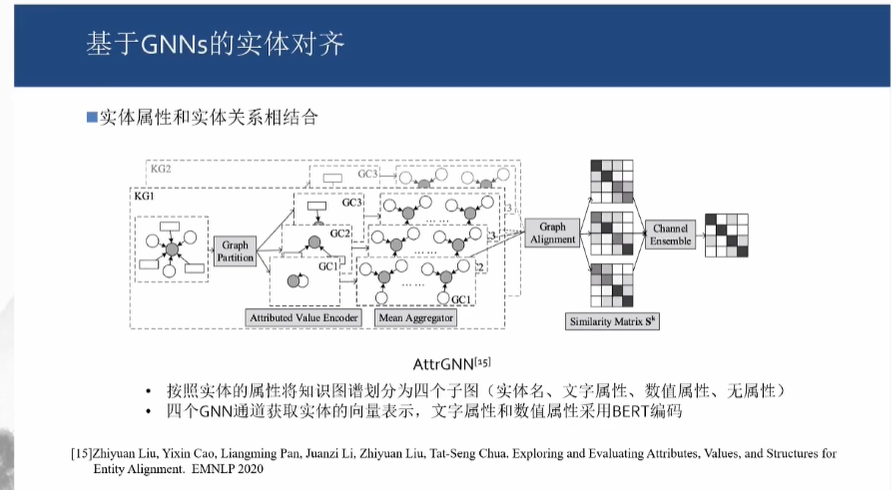 基于GNNs的实体对齐
■实体属性和实体关系相结合
KG2
GC3
KG1
GC3
GC2
GC1
Graph
Partition
3
3
2
GC1
Graph
Alignment
Channel
Ensemble
Attributed Value Encoder
Mean Aggregator
Similarity Matrix Sᵏ
AttrGNN[15]
• 按照实体的属性将知识图谱划分为四个子图（实体名、文字属性、数值属性、无属性）
• 四个GNN通道获取实体的向量表示，文字属性和数值属性采用BERT编码
[15]Zhiyuan Liu, Yixin Cao, Liangming Pan, Juanzi Li, Zhiyuan Liu, Tat-Seng Chua. Exploring and Evaluating Attributes, Values, and Structures for
Entity Alignment. EMNLP 2020